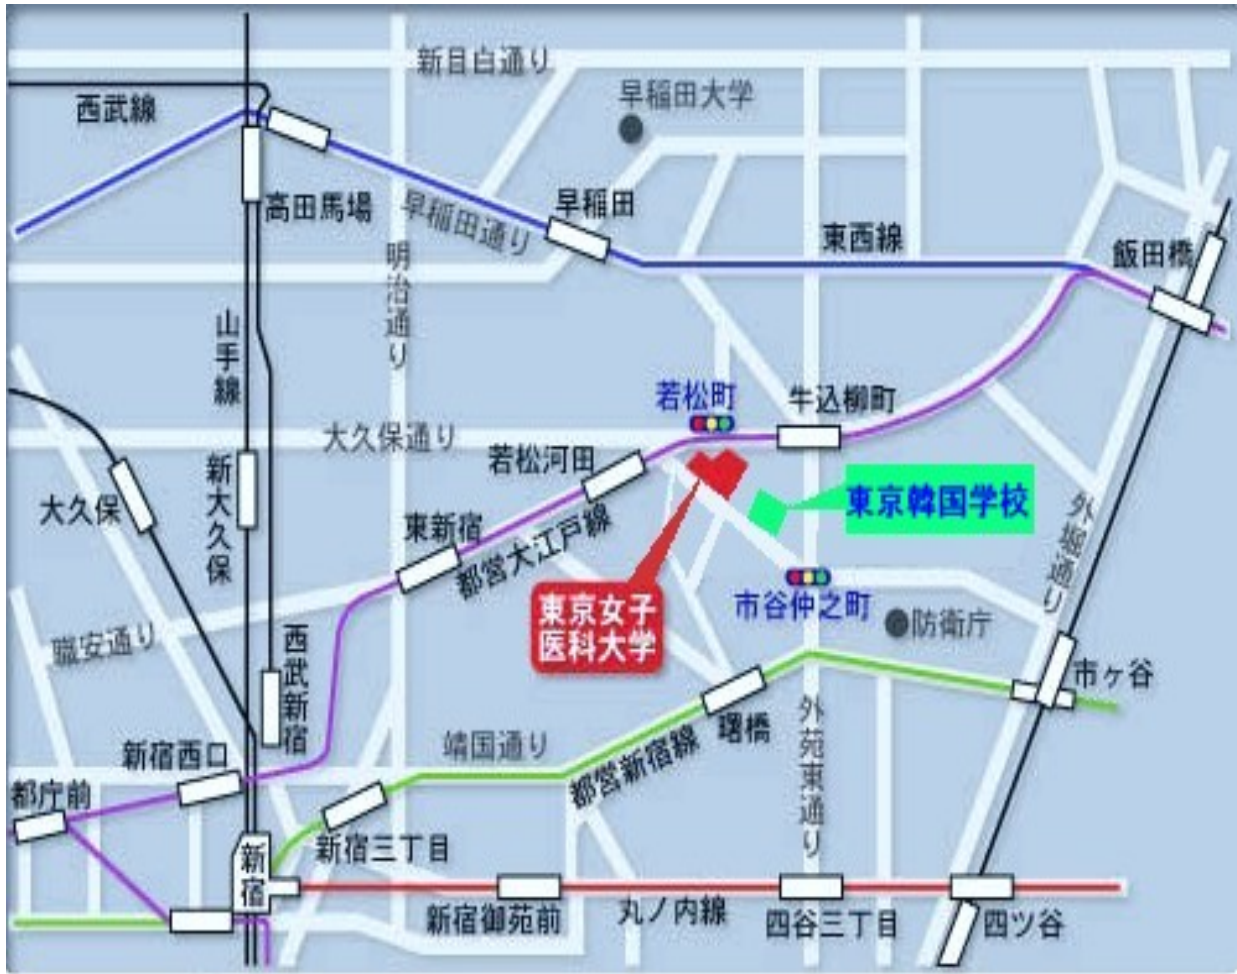 新目白通り
早稲田大学
西武線
高田馬場
早稲田通り
早稲田
東西線
飯田橋
明治通り
山手線
若松町
牛込柳町
大久保通り
若松河田
東京韓国学校
大久保
新大久保
東新宿
都営大江戸線
外堀通り
東京女子
医科大学
市谷仲之町
防衛庁
職安通り
西武新宿
市ヶ谷
曙橋
外苑東通り
靖国通り
都営新宿線
新宿西口
都庁前
新宿三丁目
新宿
新宿御苑前
丸ノ内線
四谷三丁目
四ツ谷